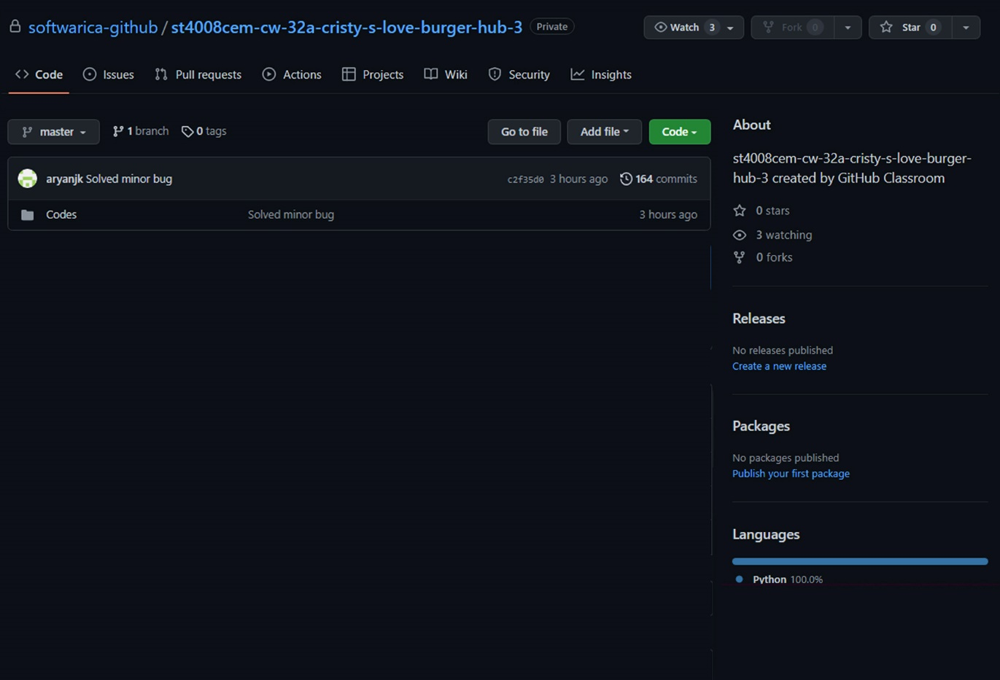 softwarica-github / st4008cem-cw-32a-cristy-s-love-burger-hub-3 Private Watch 3 Fork 0 Star 0
Code Issues Pull requests Actions Projects Wiki Security Insights
master 1 branch 0 tags Go to file Add file Code
aryanjk Solved minor bug c2f35d0 3 hours ago 164 commits
Codes Solved minor bug 3 hours ago
About
st4008cem-cw-32a-cristy-s-love-burger-
hub-3 created by GitHub Classroom
0 stars
3 watching
0 forks
Releases
No releases published
Create a new release
Packages
No packages published
Publish your first package
Languages
Python 100.0%